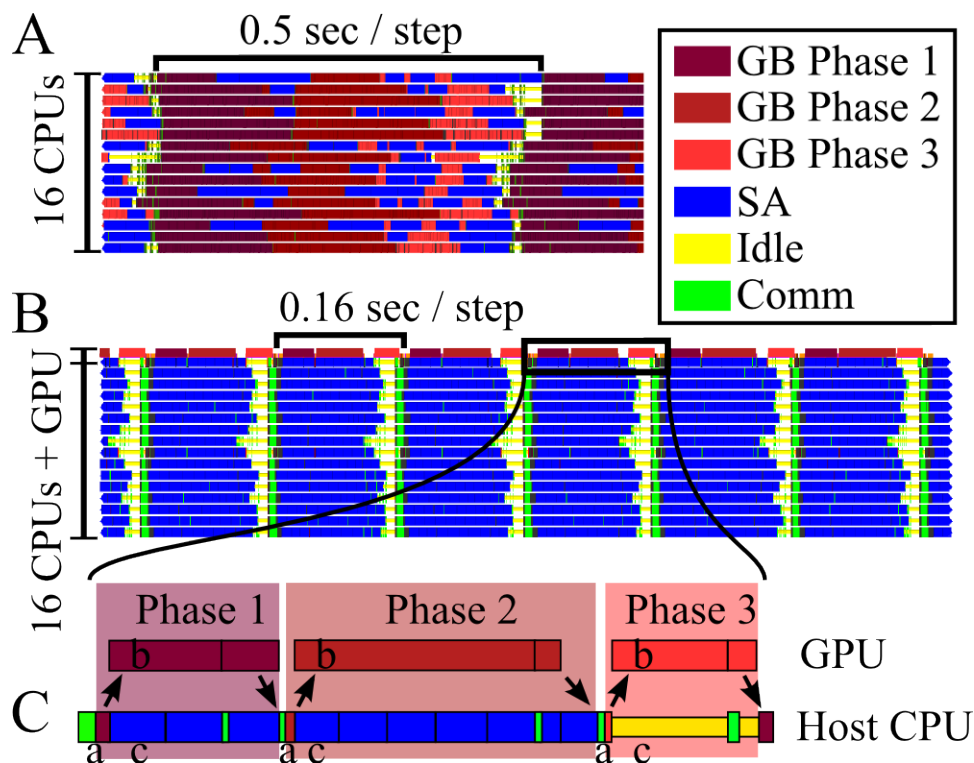 A
0.5 sec / step
16 CPUs
GB Phase 1
GB Phase 2
GB Phase 3
SA
Idle
Comm
B
0.16 sec / step
16 CPUs + GPU
Phase 1
Phase 2
Phase 3
b
b
b
GPU
C
Host CPU
a c
a c
a c